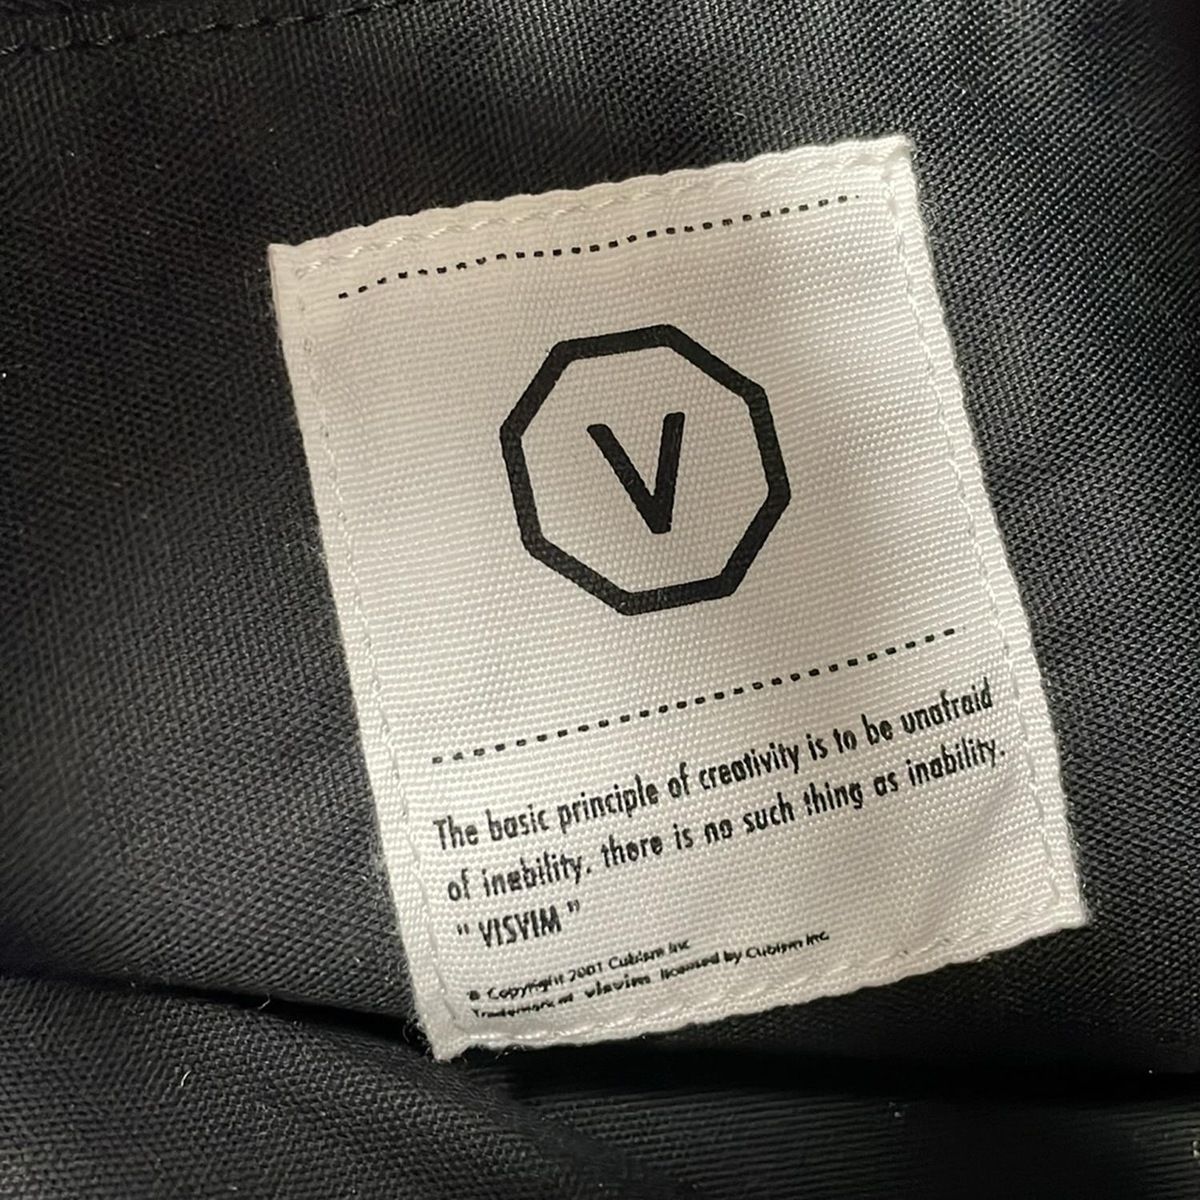 V
The basic principle of creativity is to be unafraid
of inability. there is no such thing as inability.
" VISVIM "
© Copyright 2001 Cubism Inc
Trademark of visvim licensed by Cubism Inc.